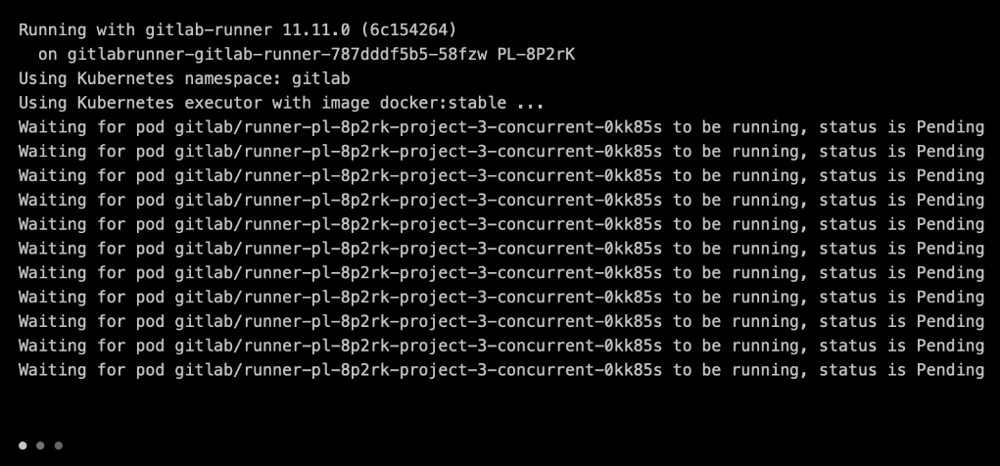 Running with gitlab-runner 11.11.0 (6c154264)
on gitlabrunner-gitlab-runner-787dddf5b5-58fzw PL-8P2rK
Using Kubernetes namespace: gitlab
Using Kubernetes executor with image docker:stable ...
Waiting for pod gitlab/runner-pl-8p2rk-project-3-concurrent-0kk85s to be running, status is Pending
Waiting for pod gitlab/runner-pl-8p2rk-project-3-concurrent-0kk85s to be running, status is Pending
Waiting for pod gitlab/runner-pl-8p2rk-project-3-concurrent-0kk85s to be running, status is Pending
Waiting for pod gitlab/runner-pl-8p2rk-project-3-concurrent-0kk85s to be running, status is Pending
Waiting for pod gitlab/runner-pl-8p2rk-project-3-concurrent-0kk85s to be running, status is Pending
Waiting for pod gitlab/runner-pl-8p2rk-project-3-concurrent-0kk85s to be running, status is Pending
Waiting for pod gitlab/runner-pl-8p2rk-project-3-concurrent-0kk85s to be running, status is Pending
Waiting for pod gitlab/runner-pl-8p2rk-project-3-concurrent-0kk85s to be running, status is Pending
Waiting for pod gitlab/runner-pl-8p2rk-project-3-concurrent-0kk85s to be running, status is Pending
Waiting for pod gitlab/runner-pl-8p2rk-project-3-concurrent-0kk85s to be running, status is Pending
Waiting for pod gitlab/runner-pl-8p2rk-project-3-concurrent-0kk85s to be running, status is Pending